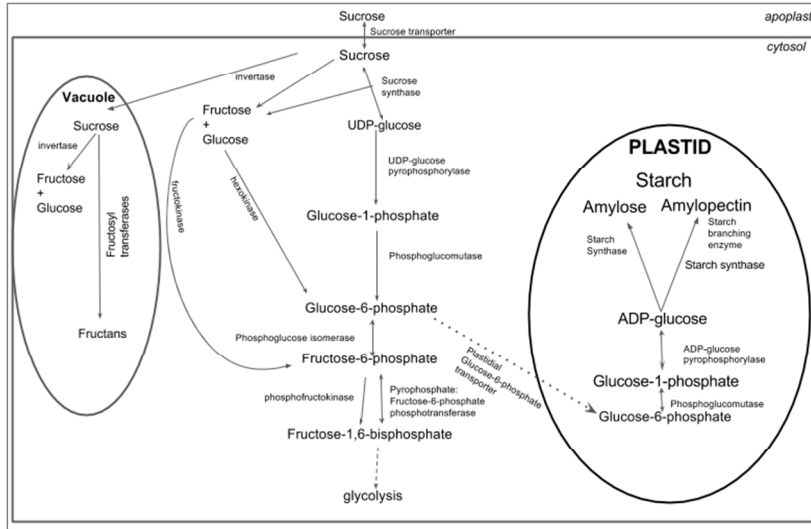 Sucrose
apoplast
Sucrose transporter
cytosol
Sucrose
invertase
Sucrose
synthase
Vacuole
Sucrose
invertase
Fructose
+
Glucose
Fructosyl
transferases
Fructans
Fructose
+
Glucose
UDP-glucose
fructokinase
hexokinase
UDP-glucose
pyrophosphorylase
Glucose-1-phosphate
Phosphoglucomutase
Glucose-6-phosphate
Phosphoglucose isomerase
Fructose-6-phosphate
phosphofructokinase
Pyrophosphate:
Fructose-6-phosphate
phosphotransferase
Fructose-1,6-bisphosphate
glycolysis
Plastidial
Glucose-6-phosphate
transporter
PLASTID
Starch
Amylose
Amylopectin
Starch
Synthase
Starch
branching
enzyme
Starch synthase
ADP-glucose
ADP-glucose
pyrophosphorylase
Glucose-1-phosphate
Phosphoglucomutase
Glucose-6-phosphate